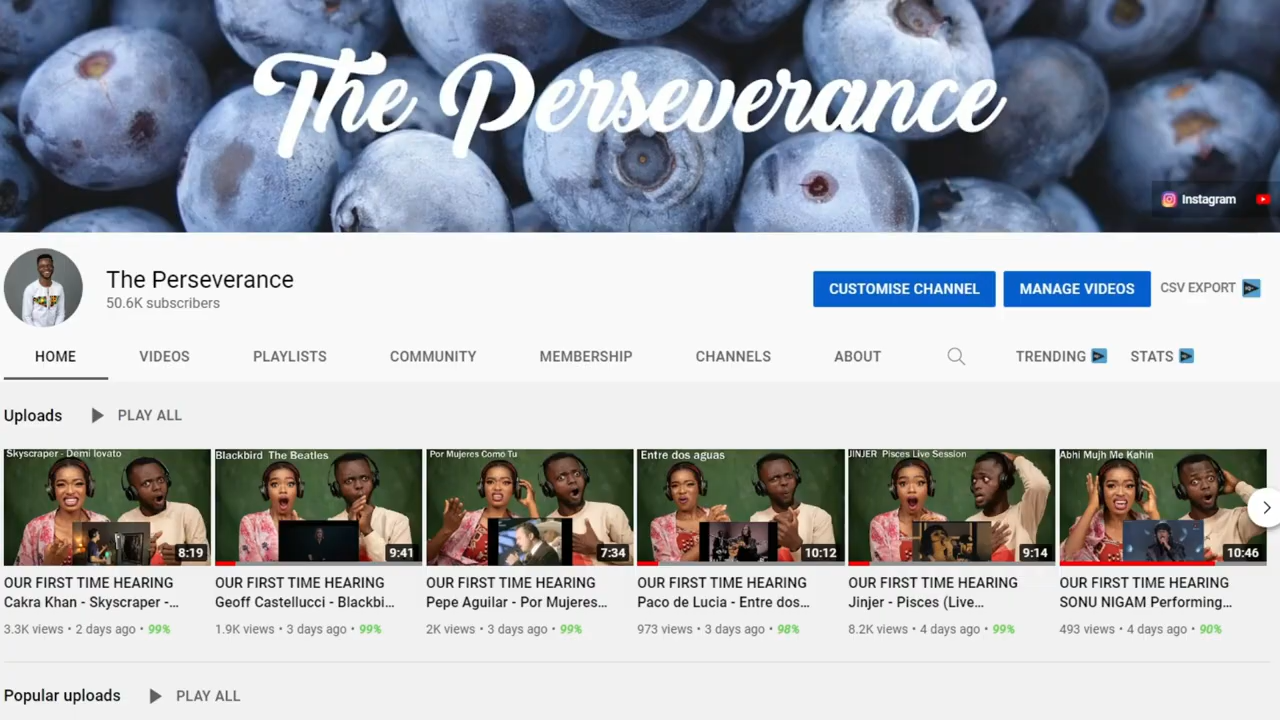 The Perseverance
Instagram
The Perseverance
50.6K subscribers
CUSTOMISE CHANNEL
MANAGE VIDEOS
CSV EXPORT
HOME
VIDEOS
PLAYLISTS
COMMUNITY
MEMBERSHIP
CHANNELS
ABOUT
TRENDING
STATS
Uploads
PLAY ALL
Skyscraper - Demi lovato
8:19
OUR FIRST TIME HEARING
Cakra Khan - Skyscraper -...
3.3K views • 2 days ago • 99%
Blackbird The Beatles
9:41
OUR FIRST TIME HEARING
Geoff Castellucci - Blackbi...
1.9K views • 3 days ago • 99%
Por Mujeres Como Tu
7:34
OUR FIRST TIME HEARING
Pepe Aguilar - Por Mujeres...
2K views • 3 days ago • 99%
Entre dos aguas
10:12
OUR FIRST TIME HEARING
Paco de Lucia - Entre dos...
973 views • 3 days ago • 98%
JINJER Pisces Live Session
9:14
OUR FIRST TIME HEARING
Jinjer - Pisces (Live...
8.2K views • 4 days ago • 99%
Abhi Mujh Me Kahin
10:46
OUR FIRST TIME HEARING
SONU NIGAM Performing...
493 views • 4 days ago • 90%
Popular uploads
PLAY ALL